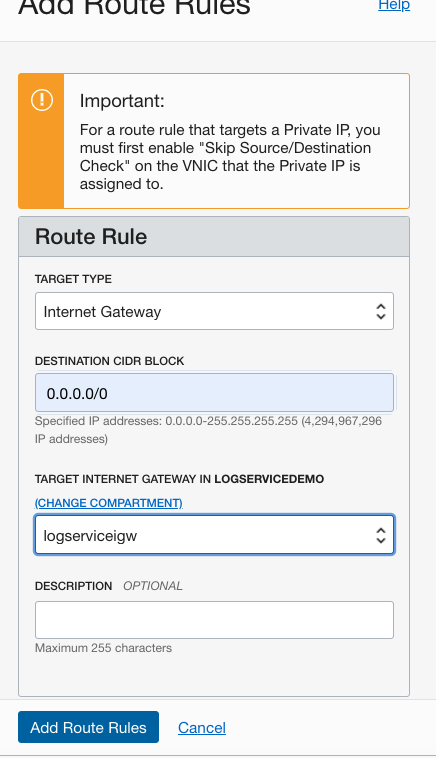 Add Route Rules
Help
Important:
For a route rule that targets a Private IP, you
must first enable "Skip Source/Destination
Check" on the VNIC that the Private IP is
assigned to.
Route Rule
TARGET TYPE
Internet Gateway
DESTINATION CIDR BLOCK
0.0.0.0/0
Specified IP addresses: 0.0.0.0-255.255.255.255 (4,294,967,296
IP addresses)
TARGET INTERNET GATEWAY IN LOGSERVICEDEMO
(CHANGE COMPARTMENT)
logserviceigw
DESCRIPTION OPTIONAL
Maximum 255 characters
Add Route Rules
Cancel